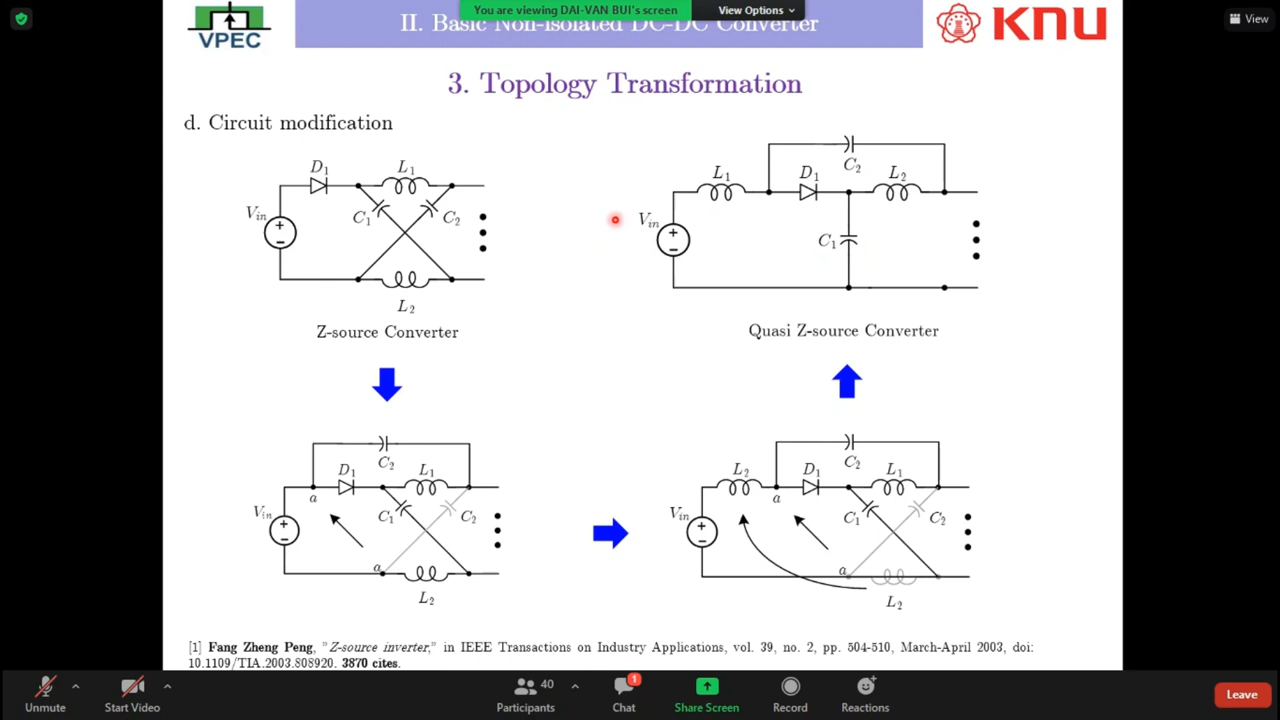 You are viewing DAI-VAN BUI's screen
View Options
View
VPEC
II. Basic Non-isolated DC-DC Converter
KNU
3. Topology Transformation
d. Circuit modification
D1
L1
Vin
C1
C2
L2
Z-source Converter
C2
L1
D1
L2
Vin
C1
Quasi Z-source Converter
C2
D1
L1
a
Vin
C1
C2
a
L2
C2
L2
D1
L1
a
Vin
C1
C2
a
L2
[1] Fang Zheng Peng, "Z-source inverter," in IEEE Transactions on Industry Applications, vol. 39, no. 2, pp. 504-510, March-April 2003, doi:
10.1109/TIA.2003.808920. 3870 cites.
Unmute
Start Video
40
Participants
1
Chat
Share Screen
Record
Reactions
Leave